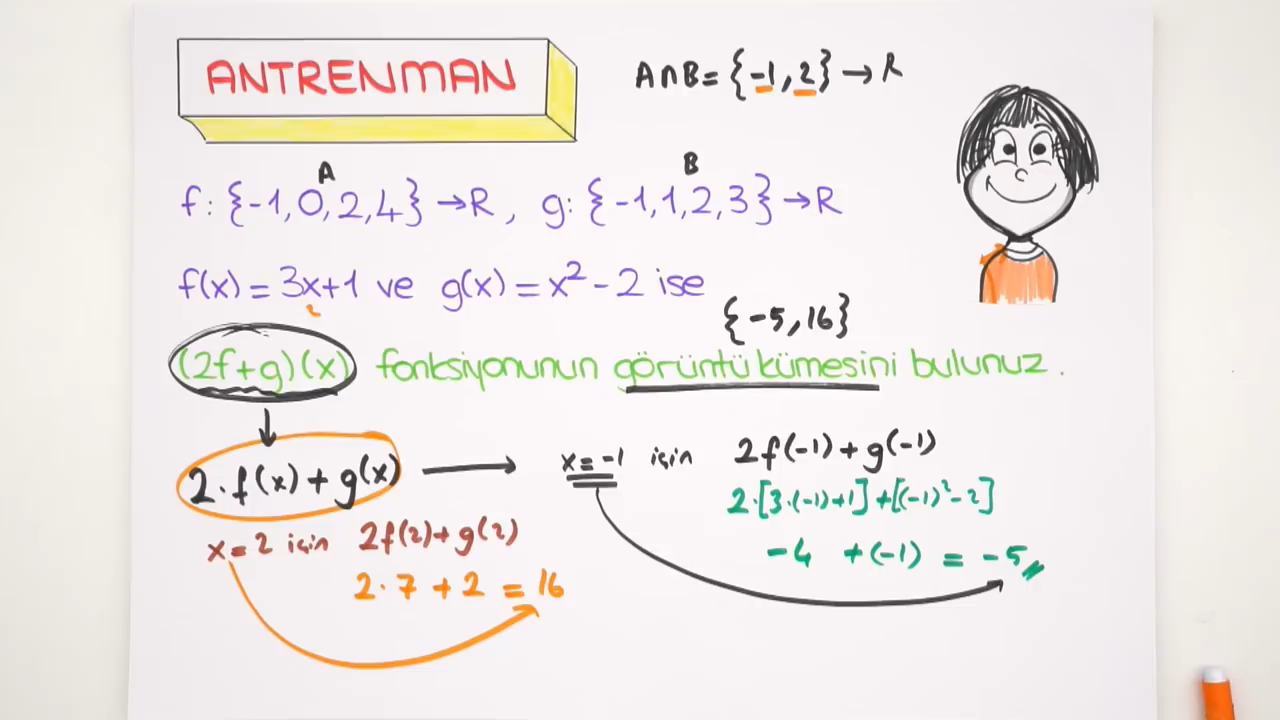 ANTRENMAN
A∩B = {-1, 2} → R
A
B
f: {-1, 0, 2, 4} → R, g: {-1, 1, 2, 3} → R
f(x) = 3x+1 ve g(x) = x² - 2 ise
2
{-5, 16}
(2f+g)(x) fonksiyonunun görüntü kümesini bulunuz.
2.f(x) + g(x)
x = -1 için 2f(-1) + g(-1)
2.[3.(-1)+1] + [(-1)² - 2]
-4 + (-1) = -5
x = 2 için 2f(2) + g(2)
2.7 + 2 = 16